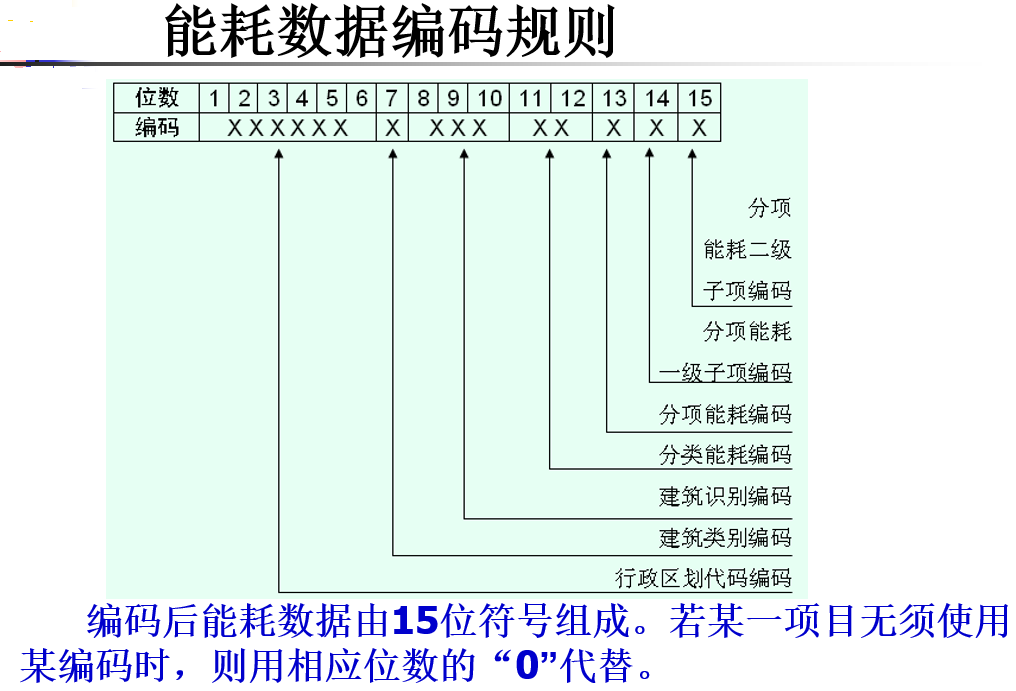 能耗数据编码规则
位数 1 2 3 4 5 6 7 8 9 10 11 12 13 14 15
编码 X X X X X X X X X X X X X X X
分项
能耗二级
子项编码
分项能耗
一级子项编码
分项能耗编码
分类能耗编码
建筑识别编码
建筑类别编码
行政区划代码编码
编码后能耗数据由15位符号组成。若某一项目无须使用
某编码时，则用相应位数的“0”代替。